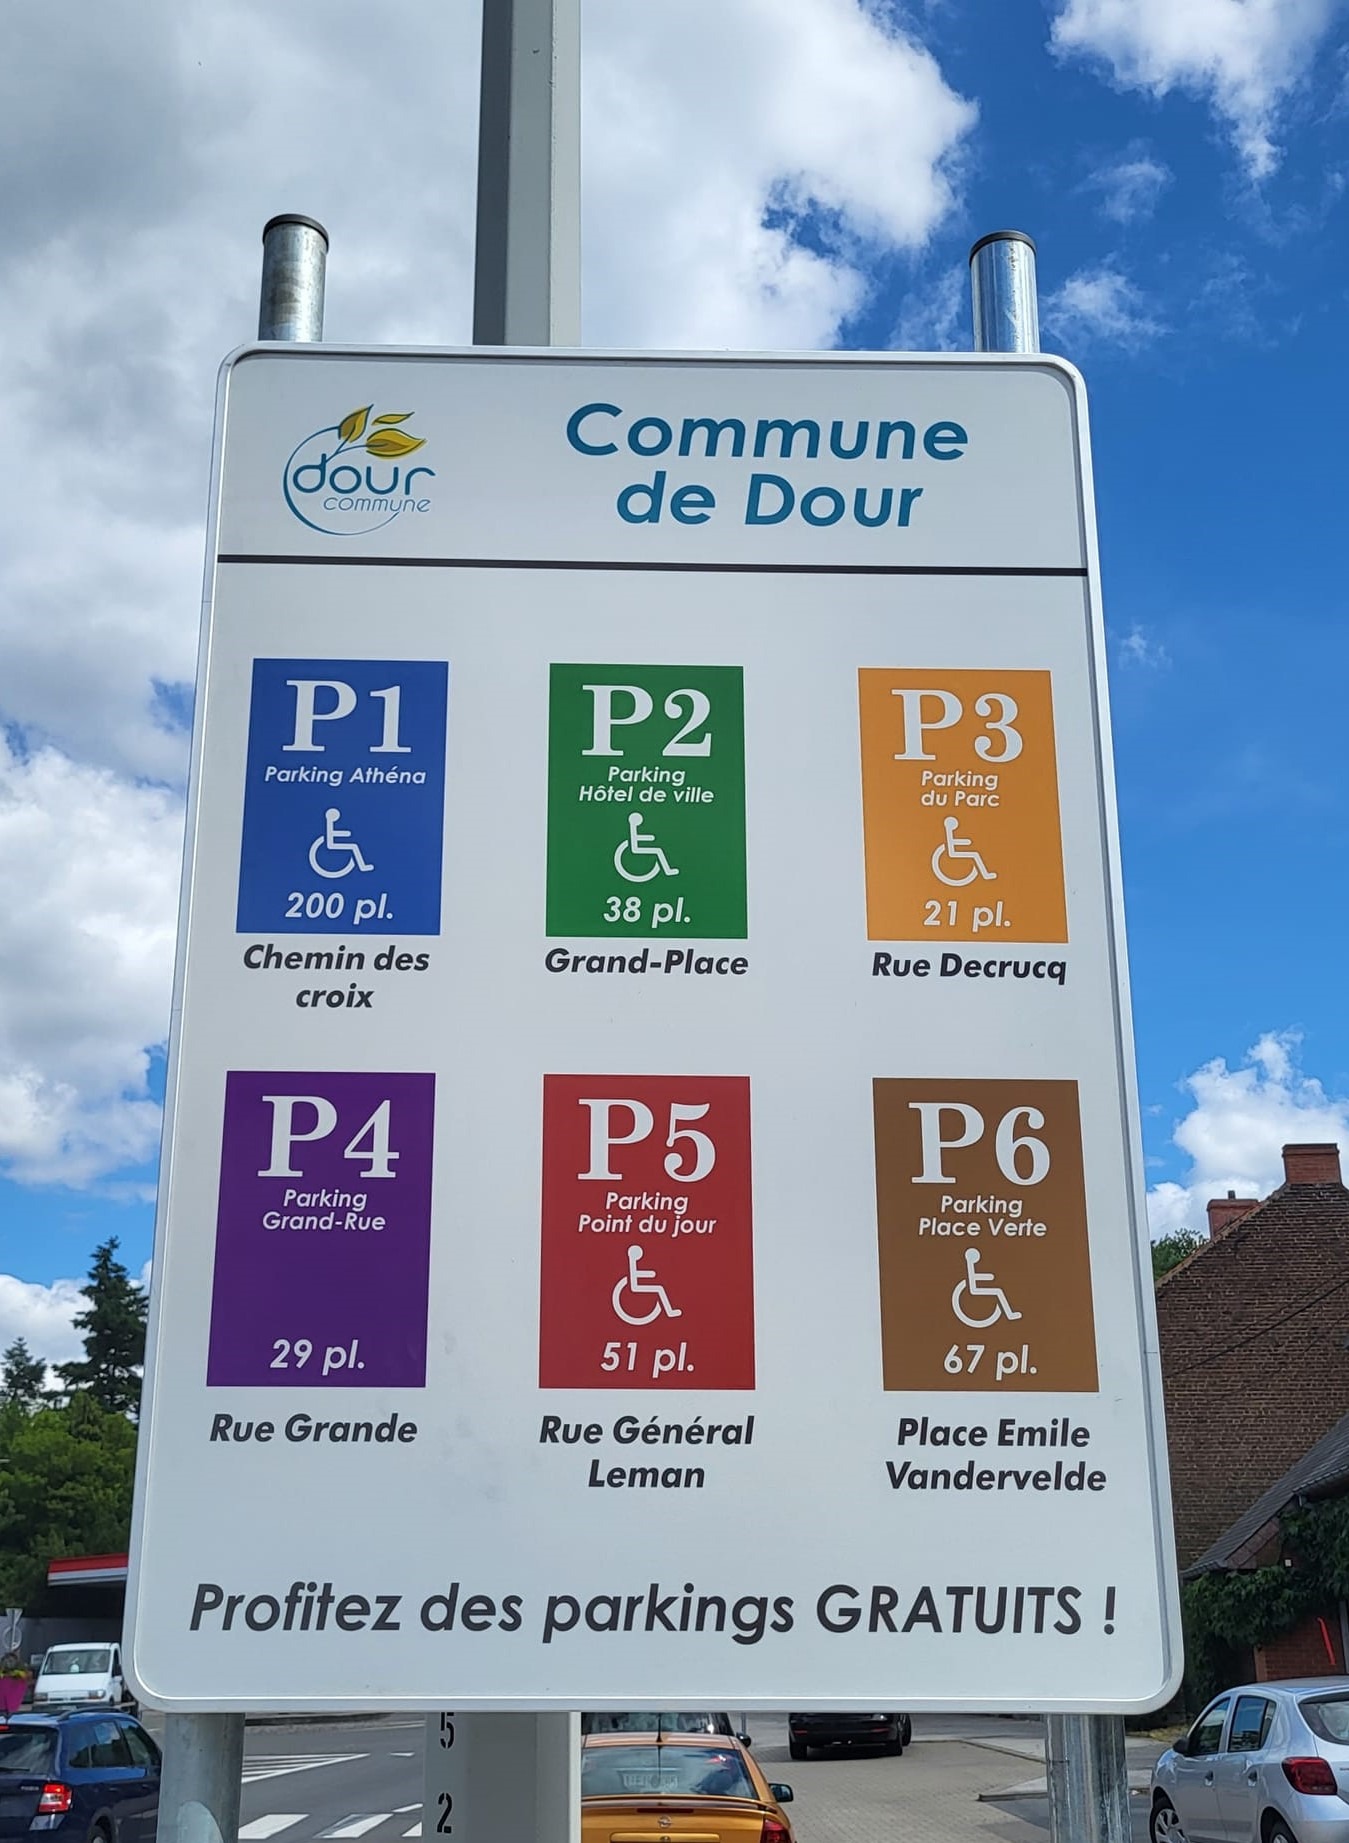 dour
commune
Commune
de Dour
P1
Parking Athéna
200 pl.
Chemin des
croix
P2
Parking
Hôtel de ville
38 pl.
Grand-Place
P3
Parking
du Parc
21 pl.
Rue Decrucq
P4
Parking
Grand-Rue
29 pl.
Rue Grande
P5
Parking
Point du jour
51 pl.
Rue Général
Leman
P6
Parking
Place Verte
67 pl.
Place Emile
Vandervelde
Profitez des parkings GRATUITS !
5
2